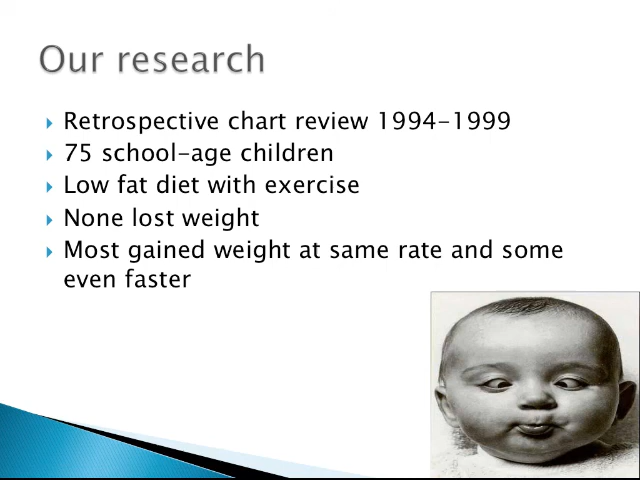 Our research
Retrospective chart review 1994-1999
75 school-age children
Low fat diet with exercise
None lost weight
Most gained weight at same rate and some
even faster